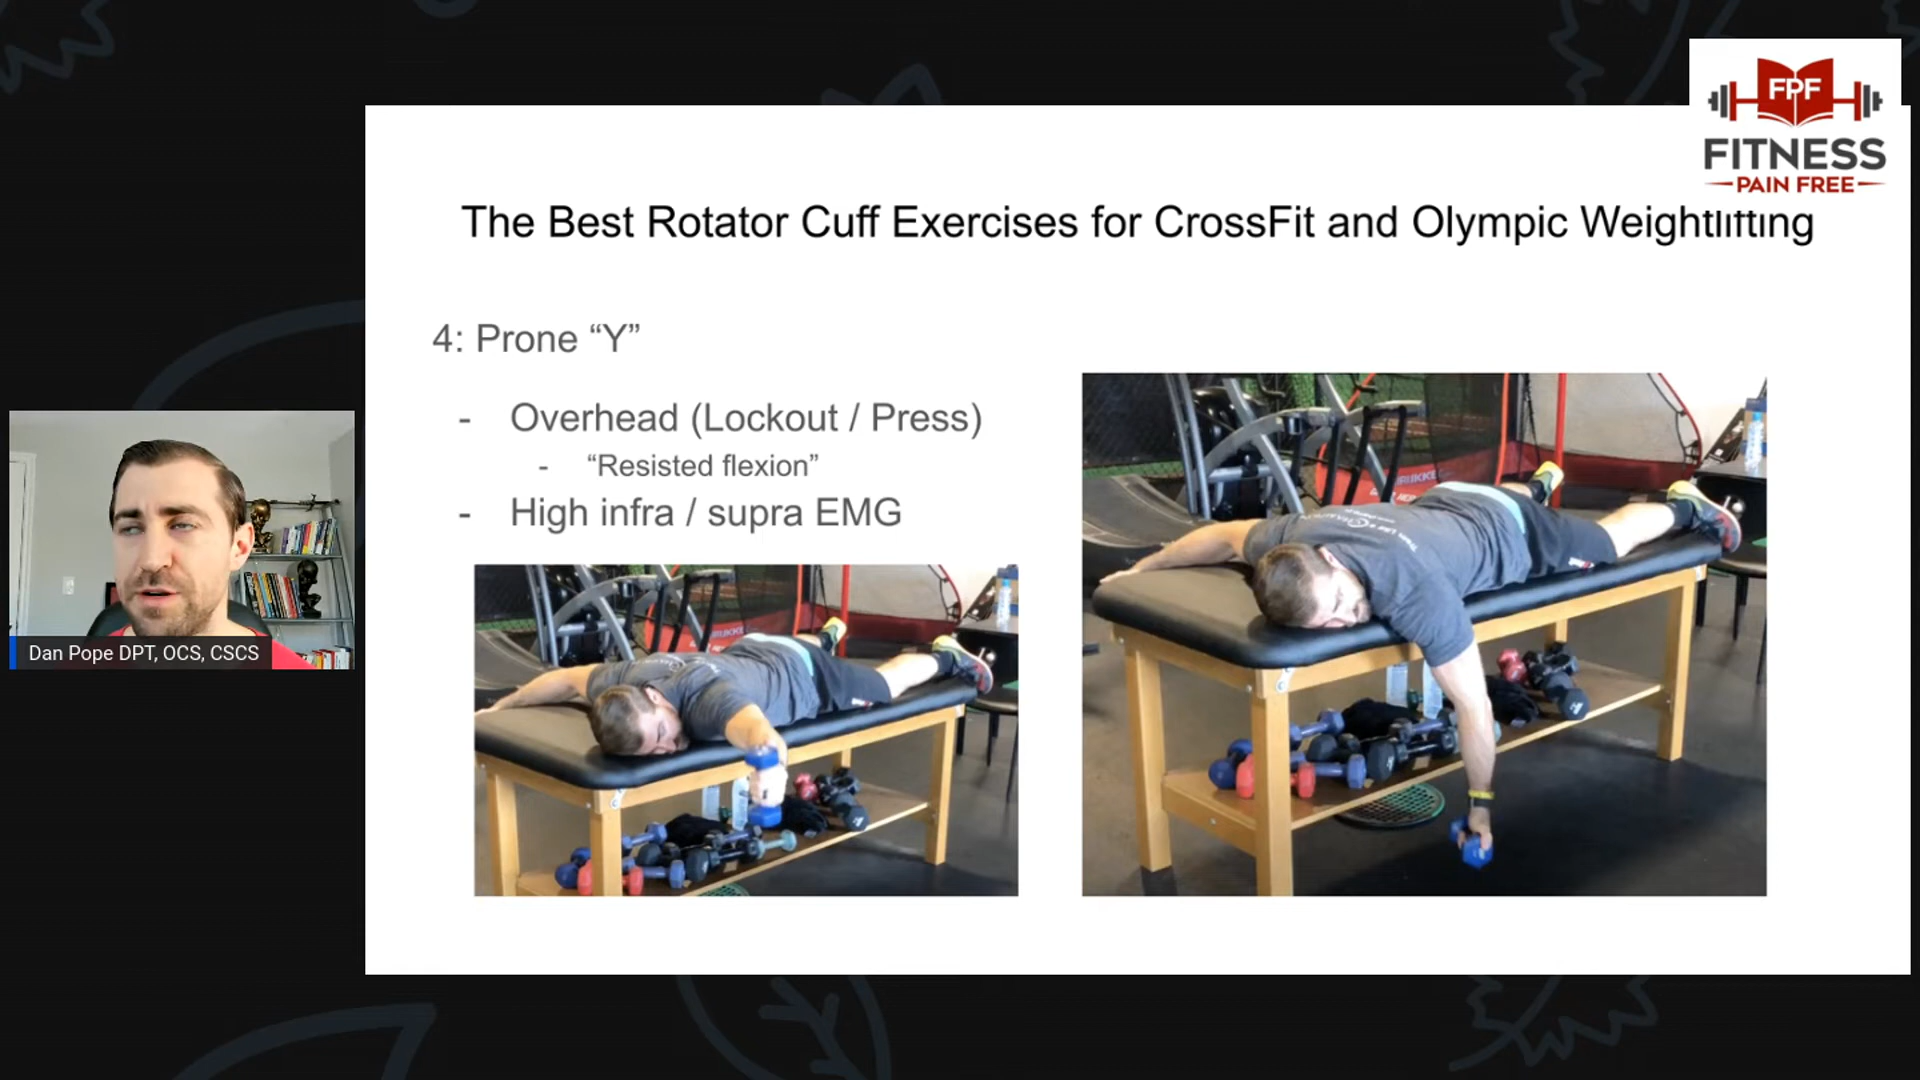 FPF
FITNESS
PAIN FREE
The Best Rotator Cuff Exercises for CrossFit and Olympic Weightlifting
4: Prone “Y”
- Overhead (Lockout / Press)
- “Resisted flexion”
- High infra / supra EMG
Dan Pope DPT, OCS, CSCS